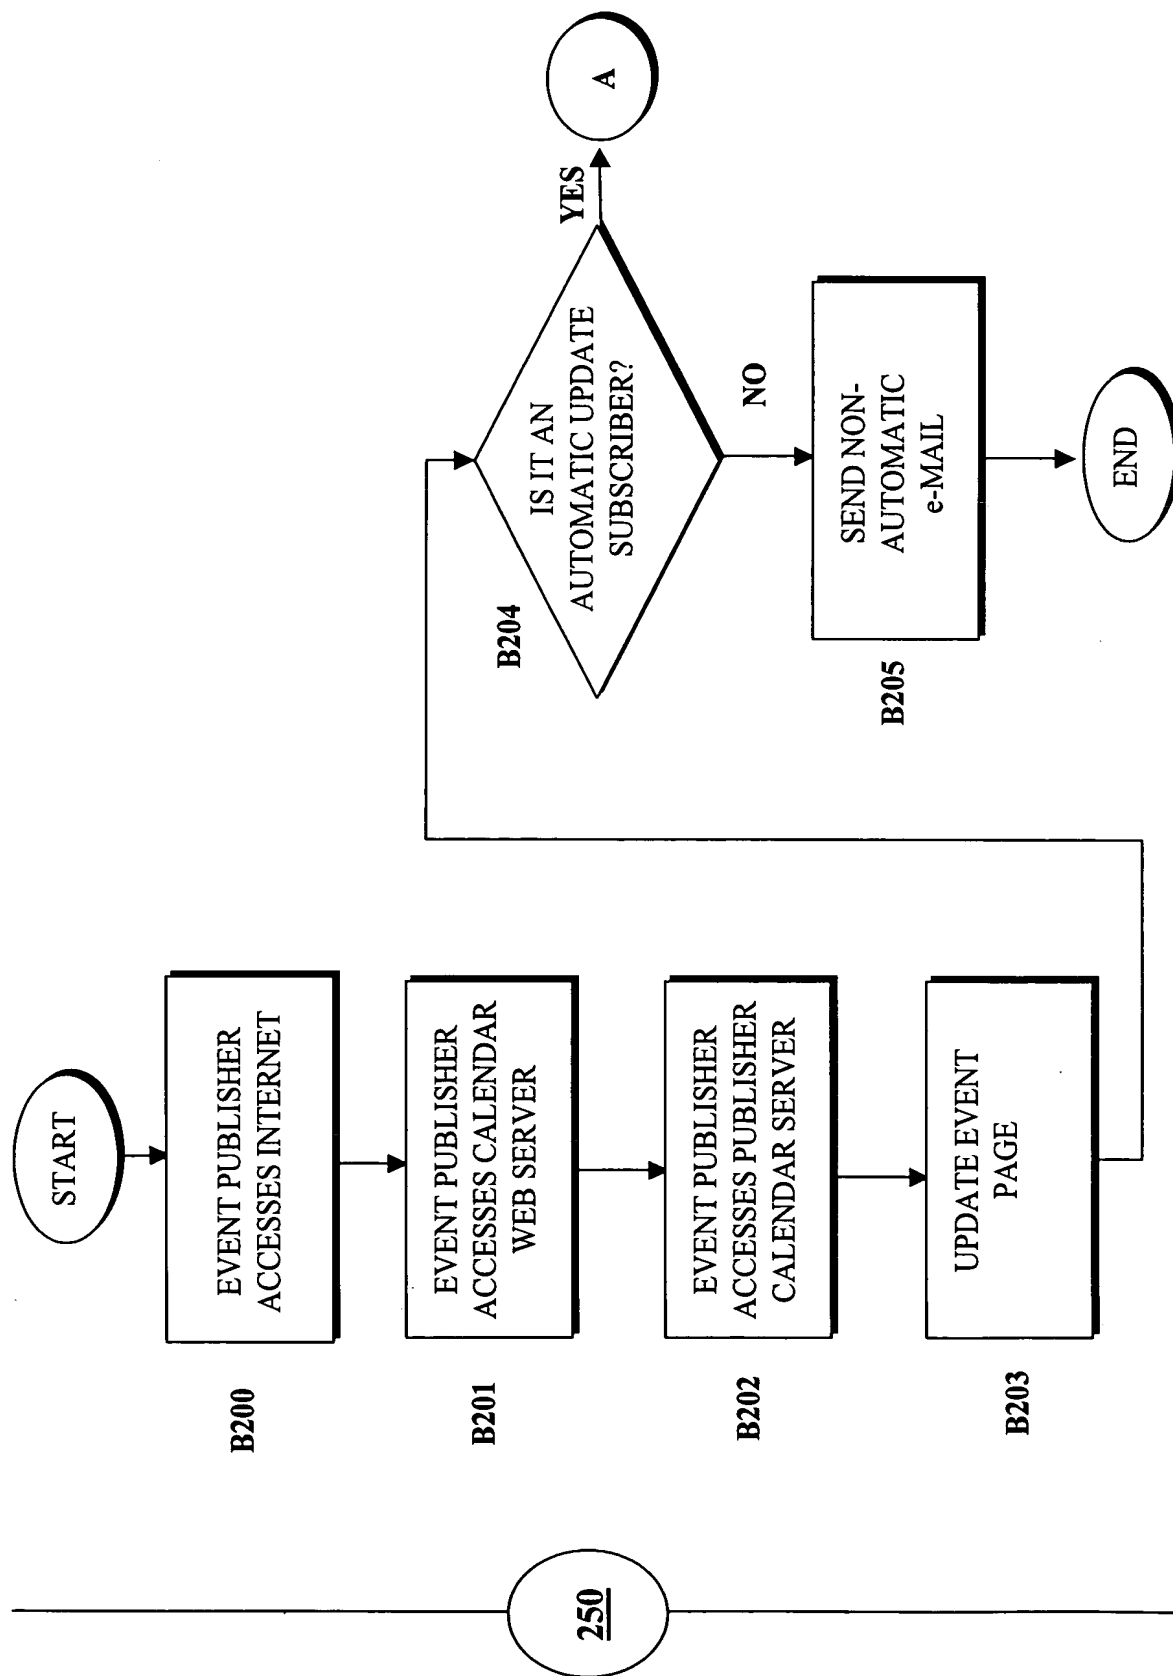 250
START
B200
EVENT PUBLISHER
ACCESSES INTERNET
B201
EVENT PUBLISHER
ACCESSES CALENDAR
WEB SERVER
B202
EVENT PUBLISHER
ACCESSES PUBLISHER
CALENDAR SERVER
B203
UPDATE EVENT
PAGE
B204
IS IT AN
AUTOMATIC UPDATE
SUBSCRIBER?
YES
A
NO
B205
SEND NON-
AUTOMATIC
e-MAIL
END